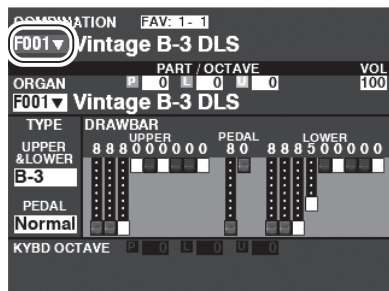 COMBINATION FAV: 1- 1
F001▼ Vintage B-3 DLS
PART / OCTAVE VOL
ORGAN P 0 L 0 U 0 100
F001▼ Vintage B-3 DLS
TYPE DRAWBAR
UPPER PEDAL LOWER
UPPER 888000000 80 888500000
&LOWER
B-3
PEDAL
Normal
KYBD OCTAVE P 0 L 0 U 0